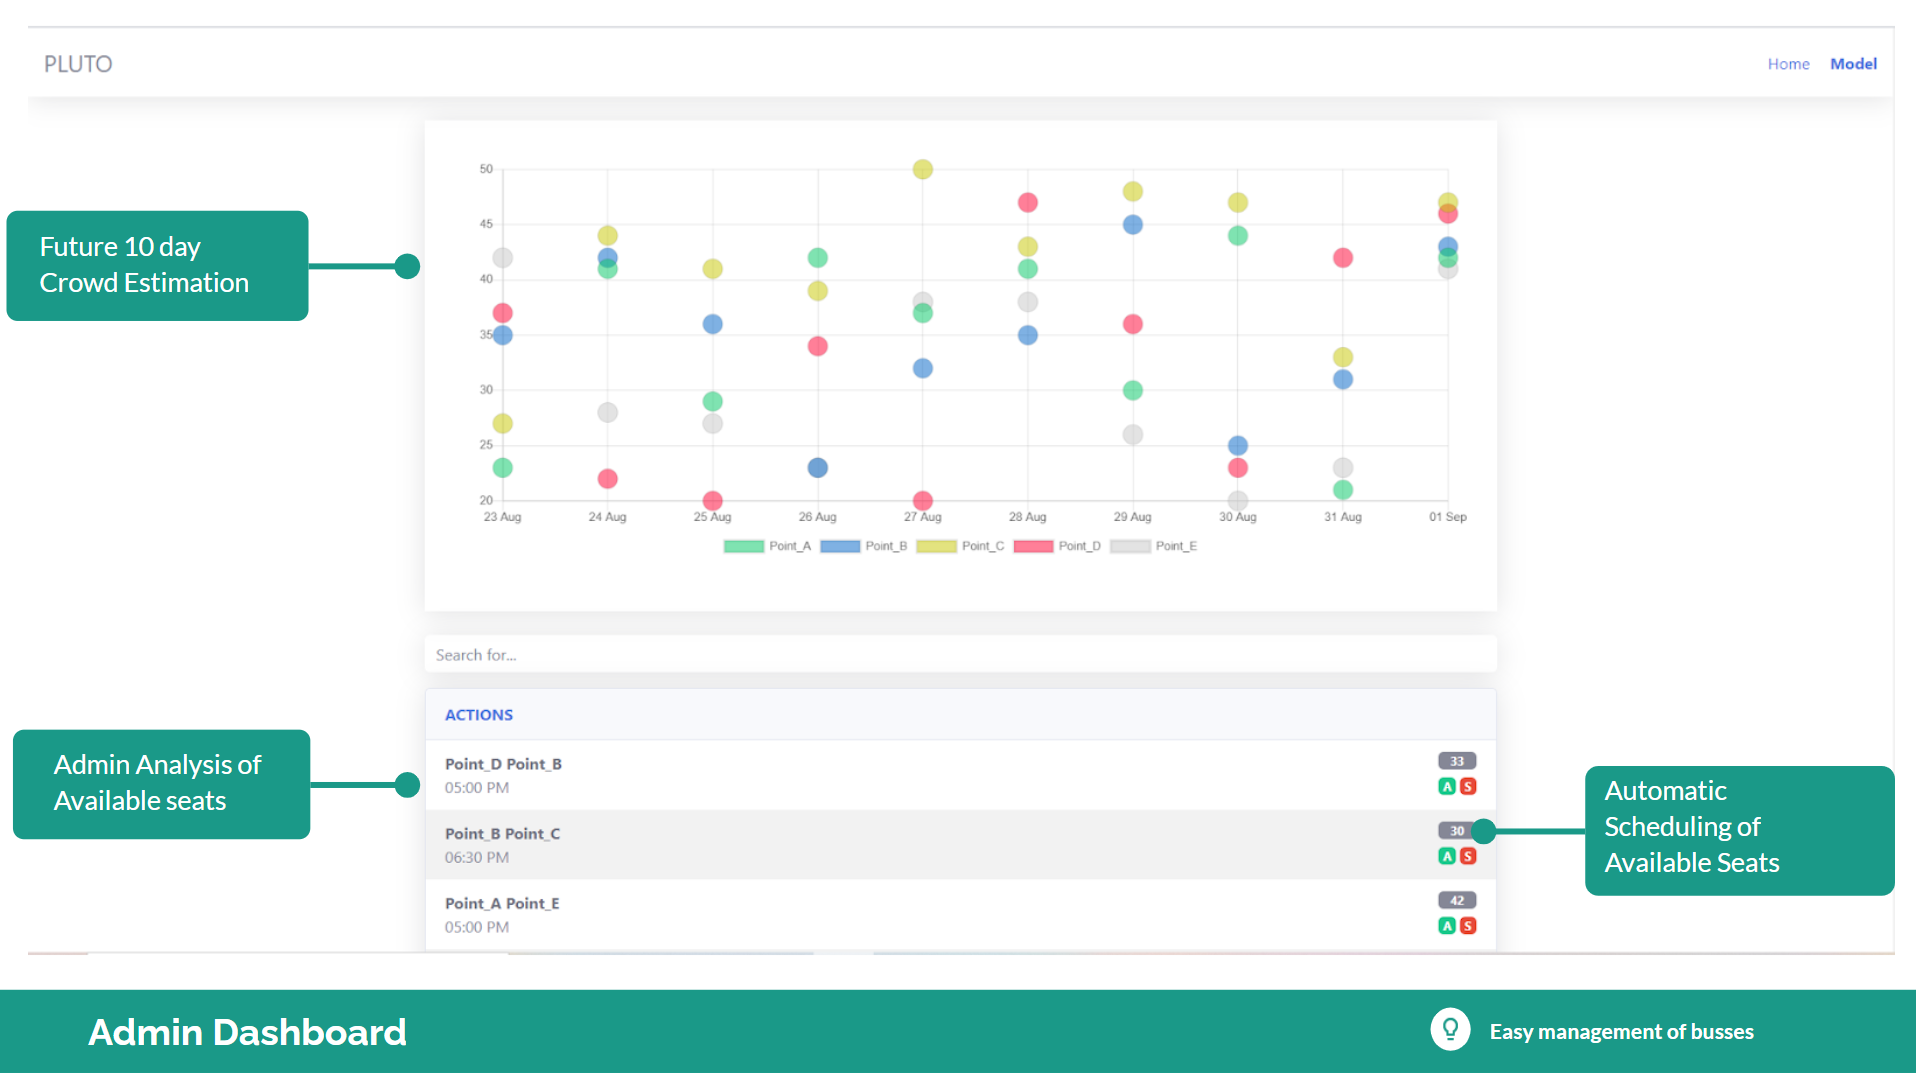 PLUTO
Home
Model
Future 10 day
Crowd Estimation
50
45
40
35
30
25
20
23 Aug
24 Aug
25 Aug
26 Aug
27 Aug
28 Aug
29 Aug
30 Aug
31 Aug
01 Sep
Point_A
Point_B
Point_C
Point_D
Point_E
Search for...
ACTIONS
Admin Analysis of
Available seats
Point_D Point_B
05:00 PM
33
A S
Point_B Point_C
06:30 PM
30
A S
Point_A Point_E
05:00 PM
42
A S
Automatic
Scheduling of
Available Seats
Admin Dashboard
Easy management of busses